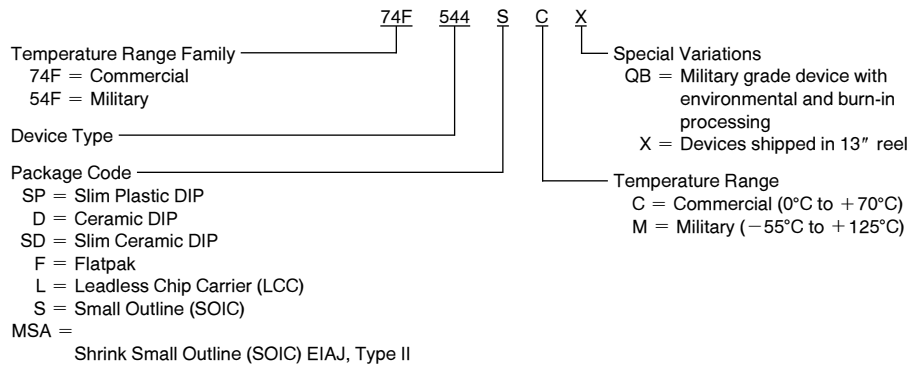 74F 544 S C X
Temperature Range Family
74F = Commercial
54F = Military
Device Type
Package Code
SP = Slim Plastic DIP
D = Ceramic DIP
SD = Slim Ceramic DIP
F = Flatpak
L = Leadless Chip Carrier (LCC)
S = Small Outline (SOIC)
MSA =
Shrink Small Outline (SOIC) EIAJ, Type II
Special Variations
QB = Military grade device with
environmental and burn-in
processing
X = Devices shipped in 13″ reel
Temperature Range
C = Commercial (0°C to +70°C)
M = Military (−55°C to +125°C)